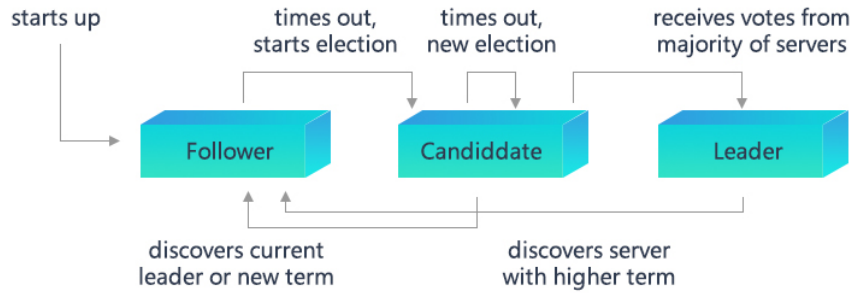 starts up
times out,
starts election
times out,
new election
receives votes from
majority of servers
Follower
Candiddate
Leader
discovers current
leader or new term
discovers server
with higher term